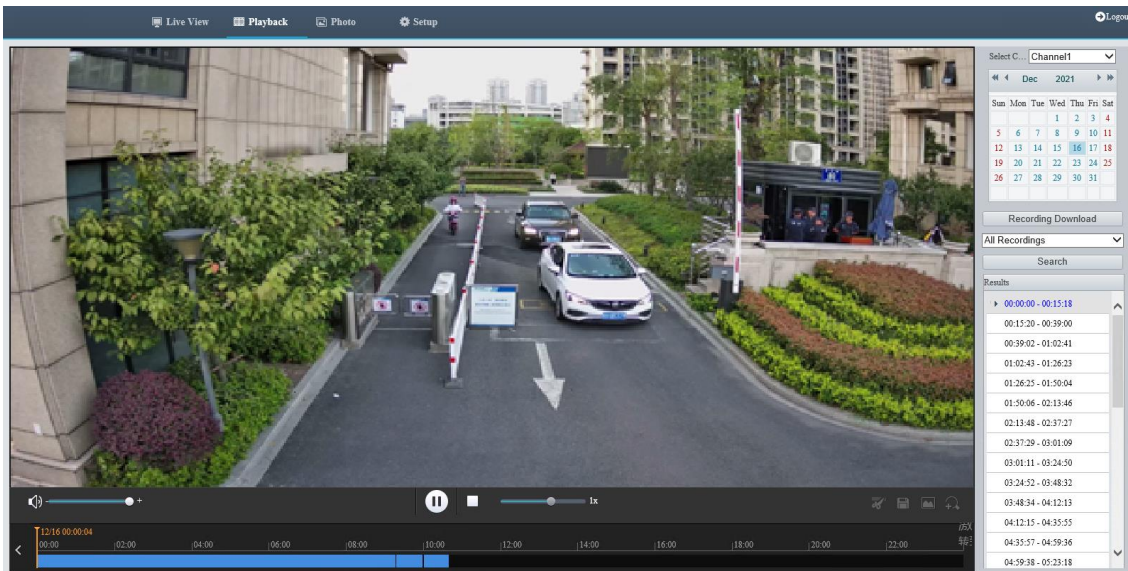 Live View
Playback
Photo
Setup
Logou
Select C...
Channel1
Dec 2021
Sun Mon Tue Wed Thu Fri Sat
1 2 3 4
5 6 7 8 9 10 11
12 13 14 15 16 17 18
19 20 21 22 23 24 25
26 27 28 29 30 31
Recording Download
All Recordings
Search
Results
00:00:00 - 00:15:18
00:15:20 - 00:39:00
00:39:02 - 01:02:41
01:02:43 - 01:26:23
01:26:25 - 01:50:04
01:50:06 - 02:13:46
02:13:48 - 02:37:27
02:37:29 - 03:01:09
03:01:11 - 03:24:50
03:24:52 - 03:48:32
03:48:34 - 04:12:13
04:12:15 - 04:35:55
04:35:57 - 04:59:36
04:59:38 - 05:23:18
1x
12/16 00:00:04
00:00 02:00 04:00 06:00 08:00 10:00 12:00 14:00 16:00 18:00 20:00 22:00